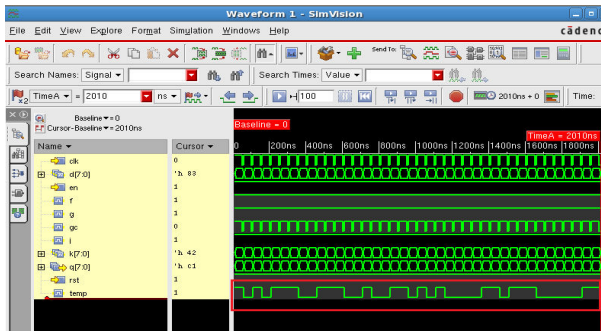 Waveform 1 - SimVision
File Edit View Explore Format Simulation Windows Help cādenc
Send To:
Search Names: Signal Search Times: Value
TimeA = 2010 ns 100 2010ns + 0 Time:
x2
Baseline = 0
Cursor-Baseline = 2010ns
Baseline = 0
TimeA = 2010ns
Name Cursor 0 200ns 400ns 600ns 800ns 1000ns 1200ns 1400ns 1600ns 1800ns
clk 0
d[7:0] 'h 83
en 1
f 1
g 1
gc 0
i 1
k[7:0] 'h 42
q[7:0] 'h c1
rst 1
temp 1